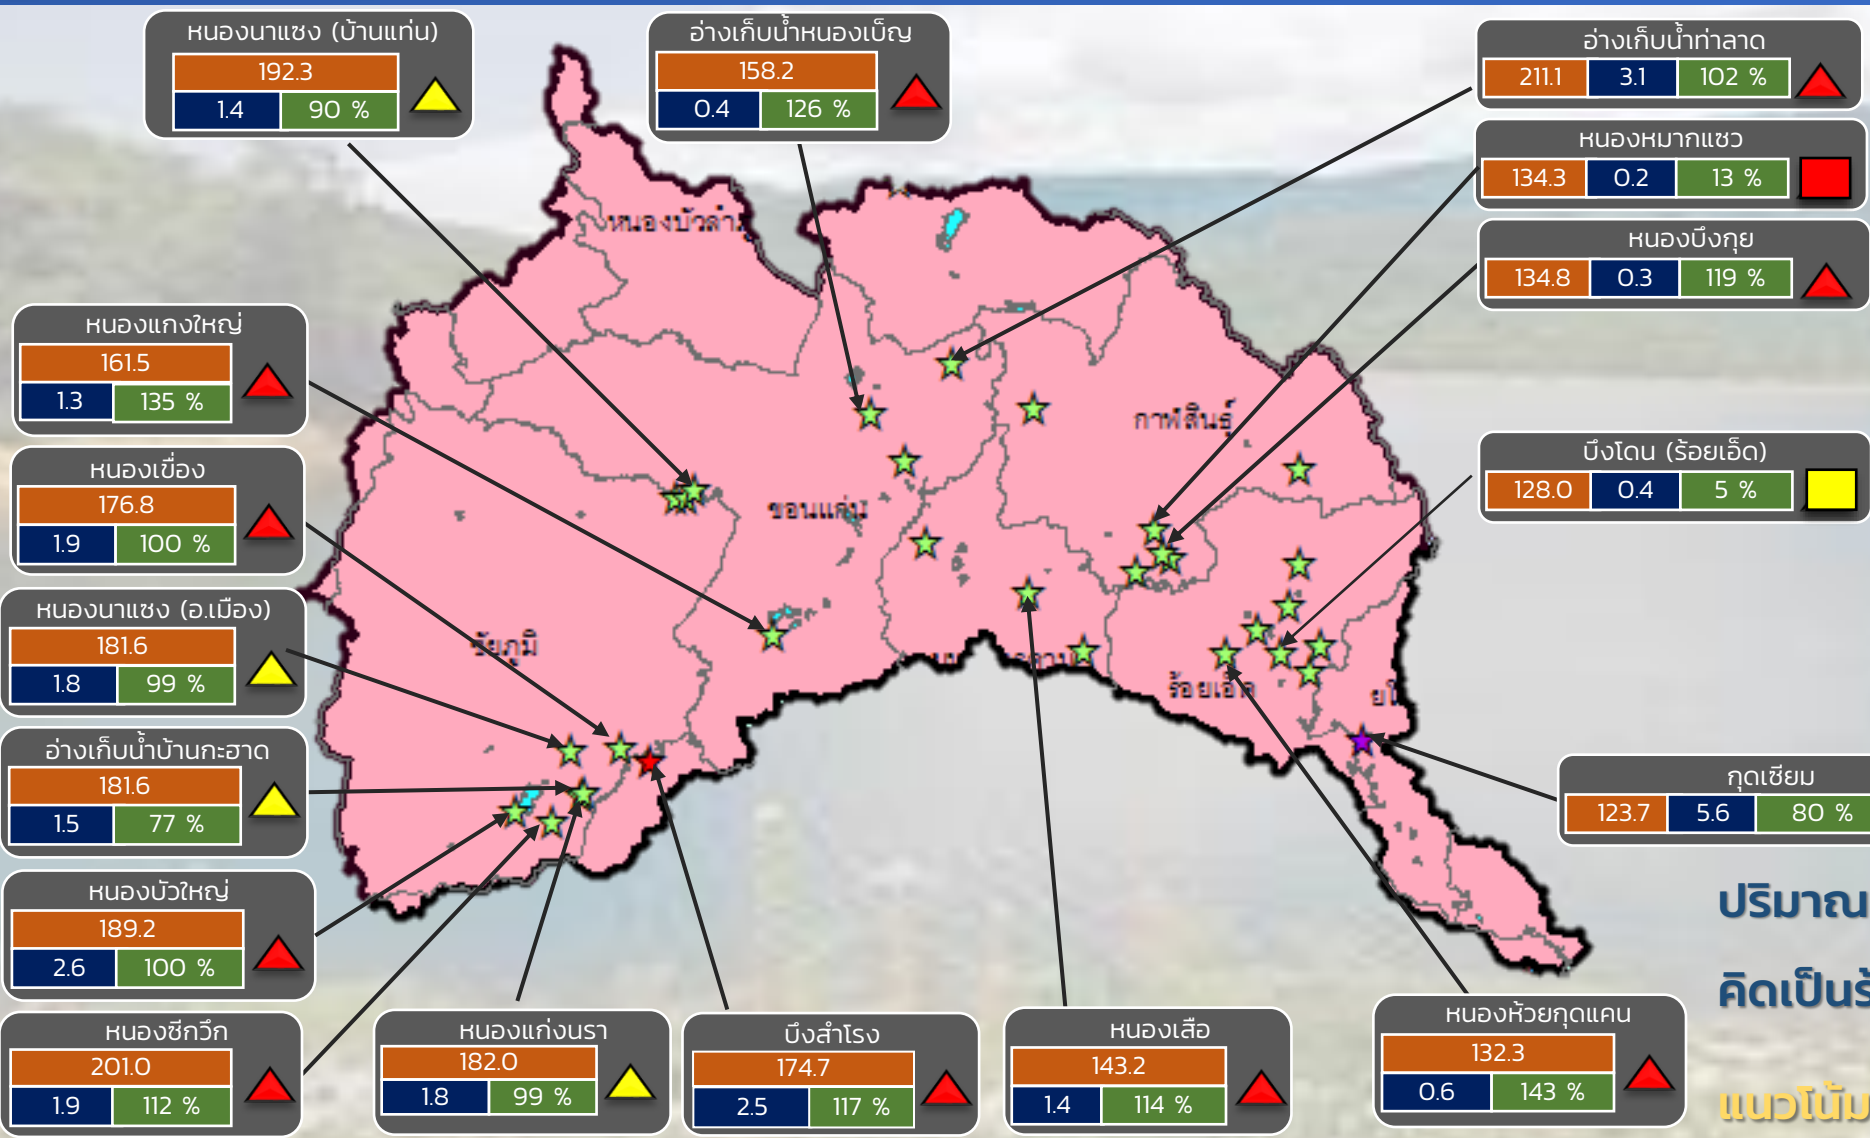 หนองนาแซง (บ้านแท่น)
192.3
1.4 90 %
อ่างเก็บน้ำหนองเบ็ญ
158.2
0.4 126 %
อ่างเก็บน้ำท่าลาด
211.1 3.1 102 %
หนองหมากแซว
134.3 0.2 13 %
หนองบึงกุย
134.8 0.3 119 %
บึงโดน (ร้อยเอ็ด)
128.0 0.4 5 %
กุดเซียม
123.7 5.6 80 %
หนองแกงใหญ่
161.5
1.3 135 %
หนองเขื่อง
176.8
1.9 100 %
หนองนาแซง (อ.เมือง)
181.6
1.8 99 %
อ่างเก็บน้ำบ้านกะฮาด
181.6
1.5 77 %
หนองบัวใหญ่
189.2
2.6 100 %
หนองซีกวึก
201.0
1.9 112 %
หนองแก่งนรา
182.0
1.8 99 %
บึงสำโรง
174.7
2.5 117 %
หนองเสือ
143.2
1.4 114 %
หนองห้วยกุดแคน
132.3
0.6 143 %
หนองบัวลำภู
กาฬสินธุ์
ขอนแก่น
ชัยภูมิ
ร้อยเอ็ด
ปริมาณ
คิดเป็นร้
แนวโน้ม